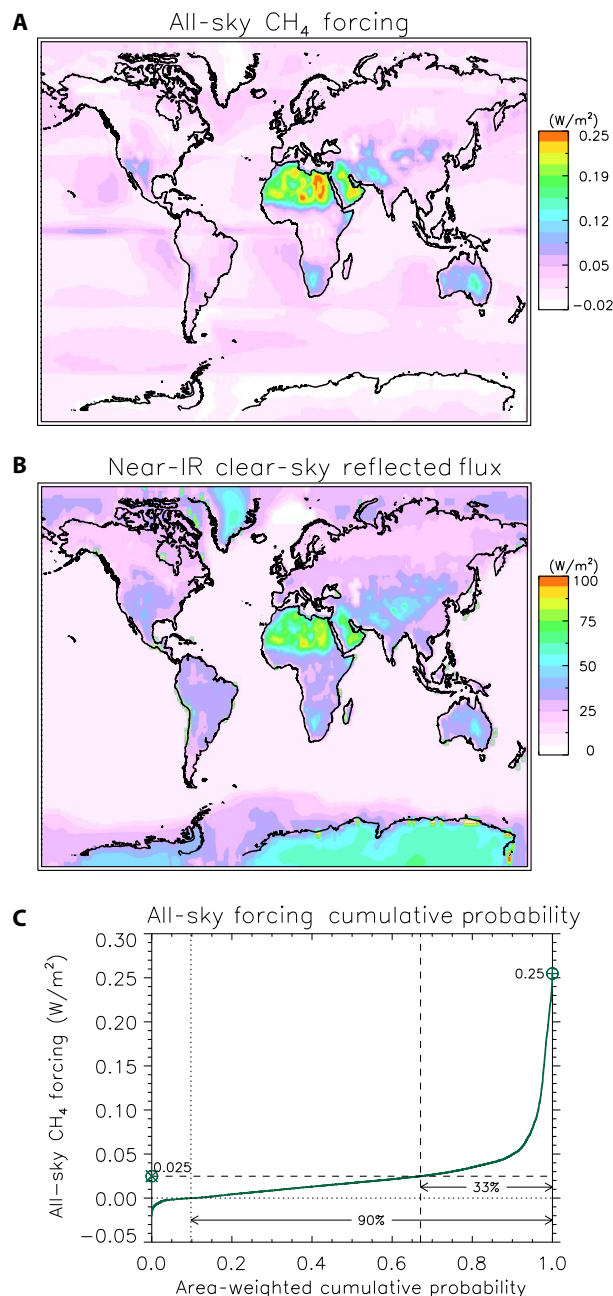 A
All-sky CH4 forcing
(W/m²)
0.25
0.19
0.12
0.05
−0.02
B
Near-IR clear-sky reflected flux
(W/m²)
100
75
50
25
0
C
All-sky forcing cumulative probability
All-sky CH4 forcing (W/m²)
0.30
0.25
0.20
0.15
0.10
0.05
0.00
−0.05
0.25
0.025
33%
90%
0.0 0.2 0.4 0.6 0.8 1.0
Area-weighted cumulative probability